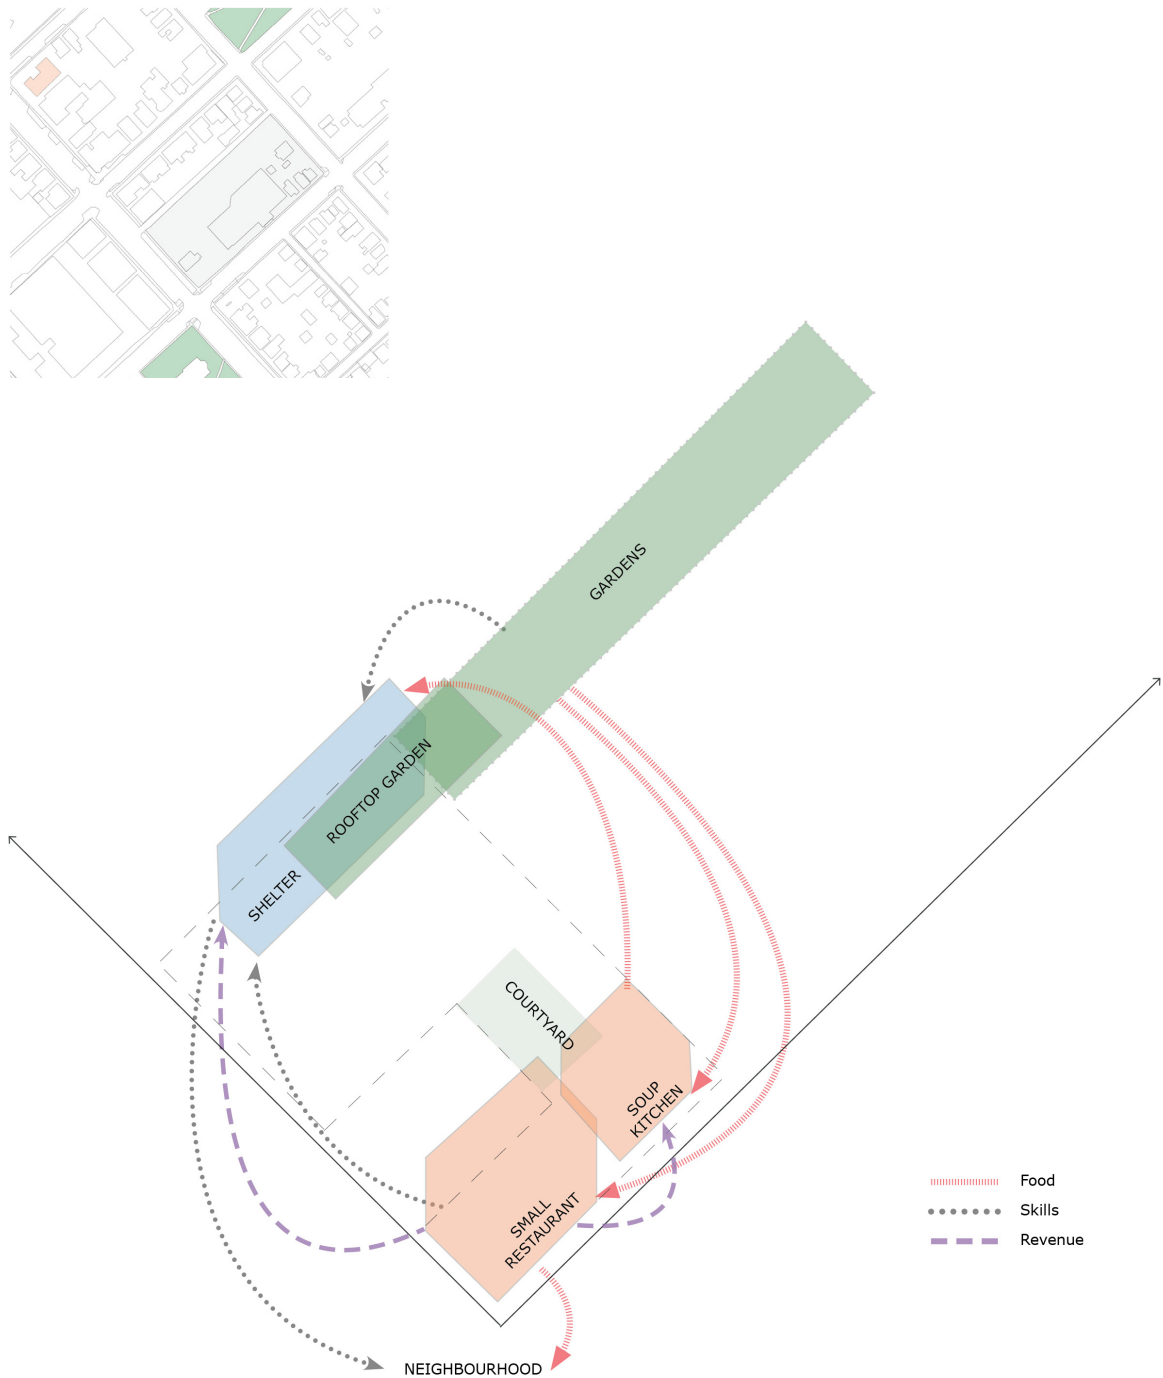 GARDENS
ROOFTOP GARDEN
SHELTER
COURTYARD
SOUP
KITCHEN
SMALL
RESTAURANT
Food
Skills
Revenue
NEIGHBOURHOOD